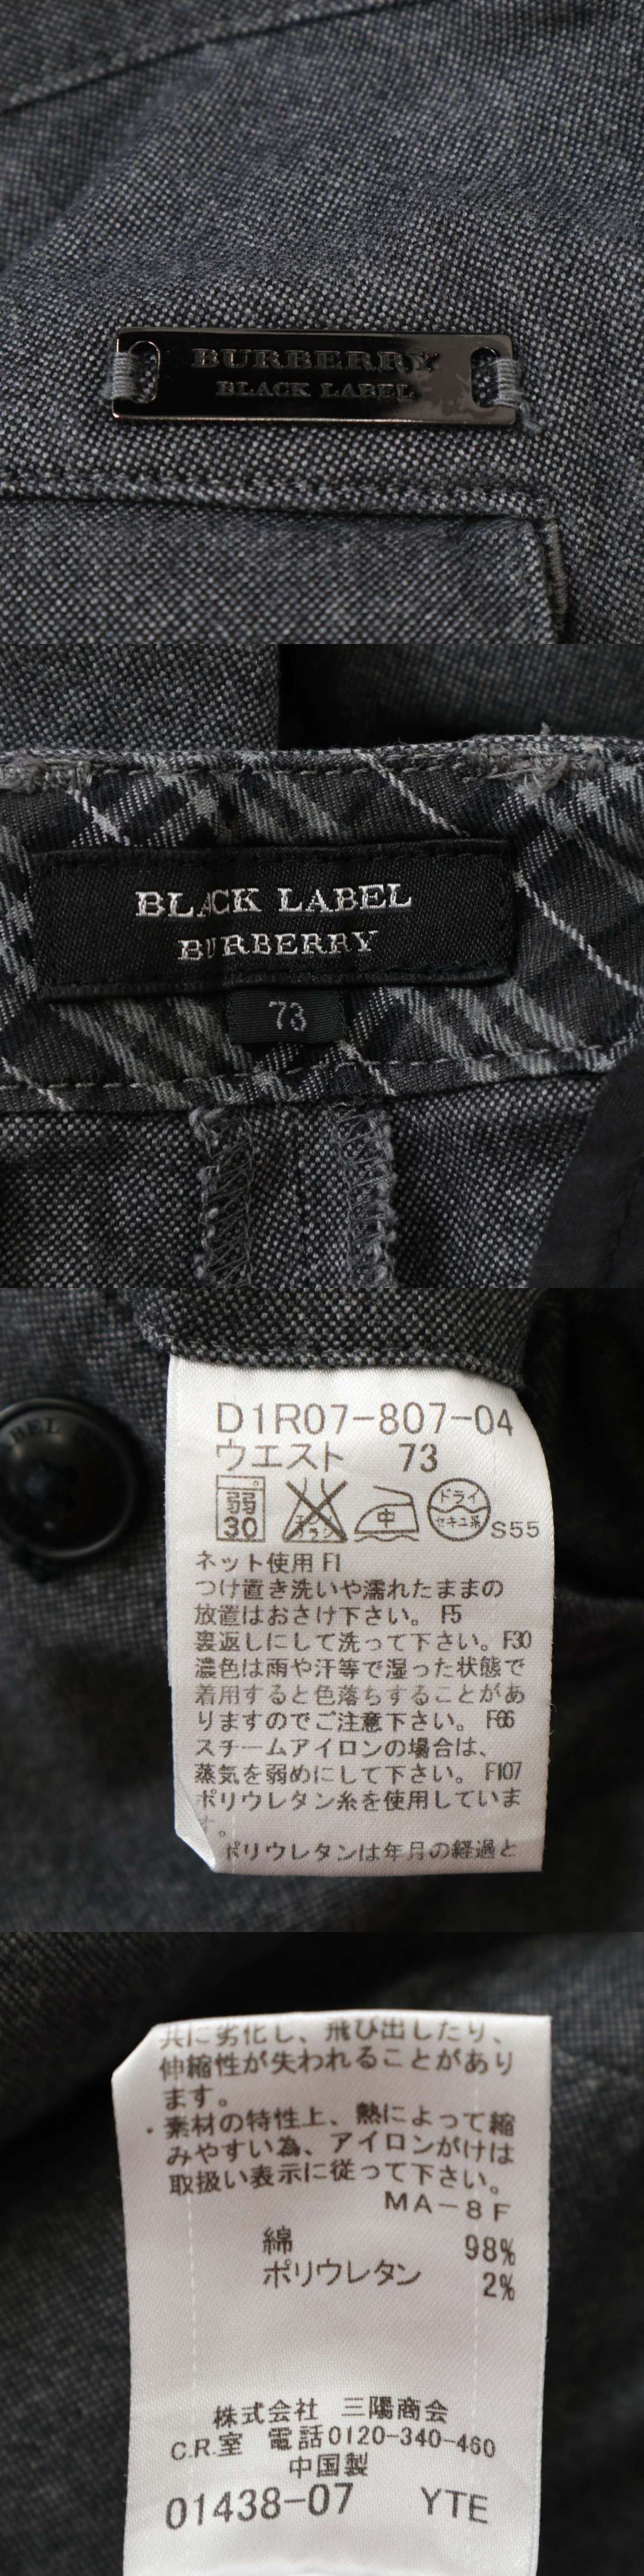 BURBERRY
BLACK LABEL
BLACK LABEL
BURBERRY
73
BEL
D1R07-807-04
ウエスト 73
弱
30
エンソ
ブラシ
中
ドライ
セキユ系
S55
ネット使用 F1
つけ置き洗いや濡れたままの
放置はおさけ下さい。 F5
裏返しにして洗って下さい。F30
濃色は雨や汗等で湿った状態で
着用すると色落ちすることがあ
りますのでご注意下さい。 F66
スチームアイロンの場合は、
蒸気を弱めにして下さい。 F107
ポリウレタン糸を使用していま
す。
ポリウレタンは年月の経過と
共に劣化し、飛び出したり、
伸縮性が失われることがあり
ます。
・素材の特性上、熱によって縮
みやすい為、アイロンがけは
取扱い表示に従って下さい。
MA-8F
綿 98%
ポリウレタン 2%
株式会社 三陽商会
C.R.室 電話0120-340-460
中国製
01438-07 YTE